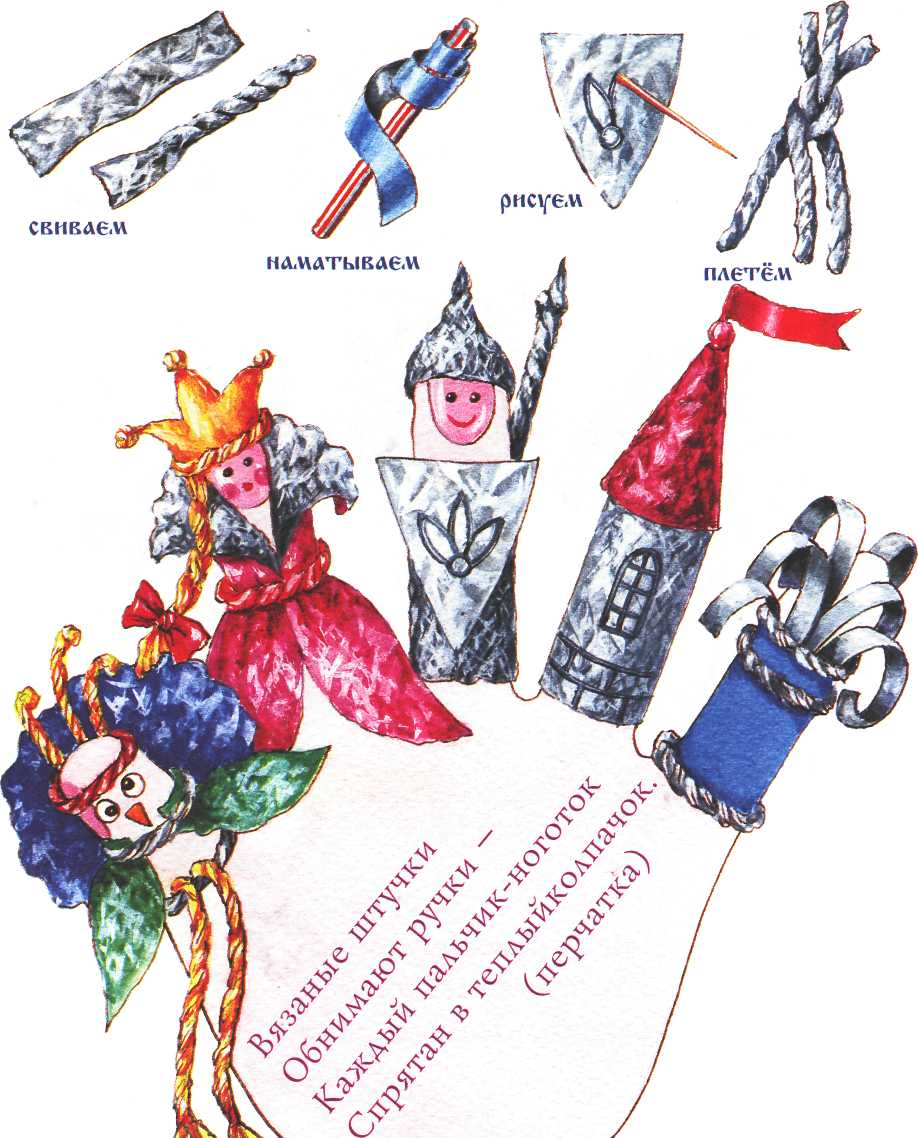 свиваем
наматываем
рисуем
плетём
Вязаные штучки
Обнимают ручки –
Каждый пальчик-ноготок
Спрятан в теплыйколпачок.
(перчатка)